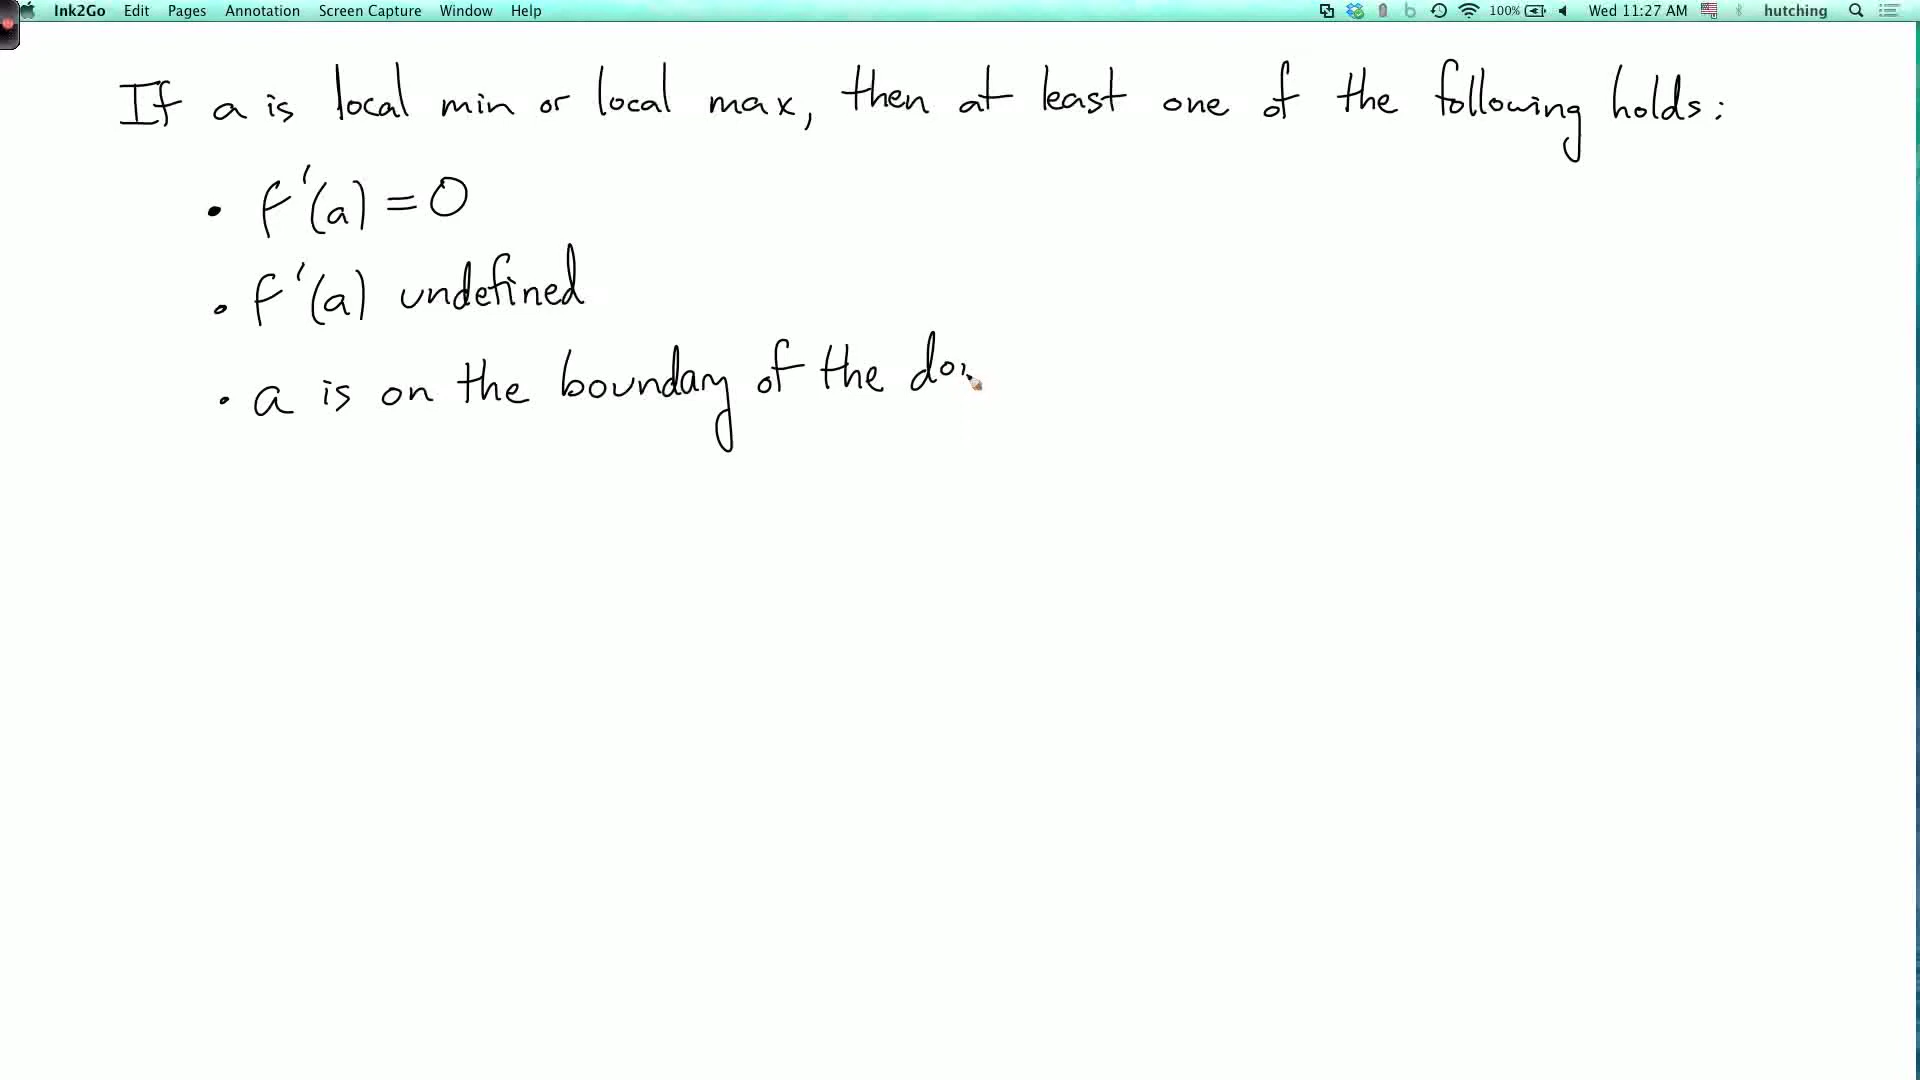 Ink2Go Edit Pages Annotation Screen Capture Window Help 100% Wed 11:27 AM hutching
If a is local min or local max, then at least one of the following holds:
• f'(a) = 0
• f'(a) undefined
• a is on the boundary of the